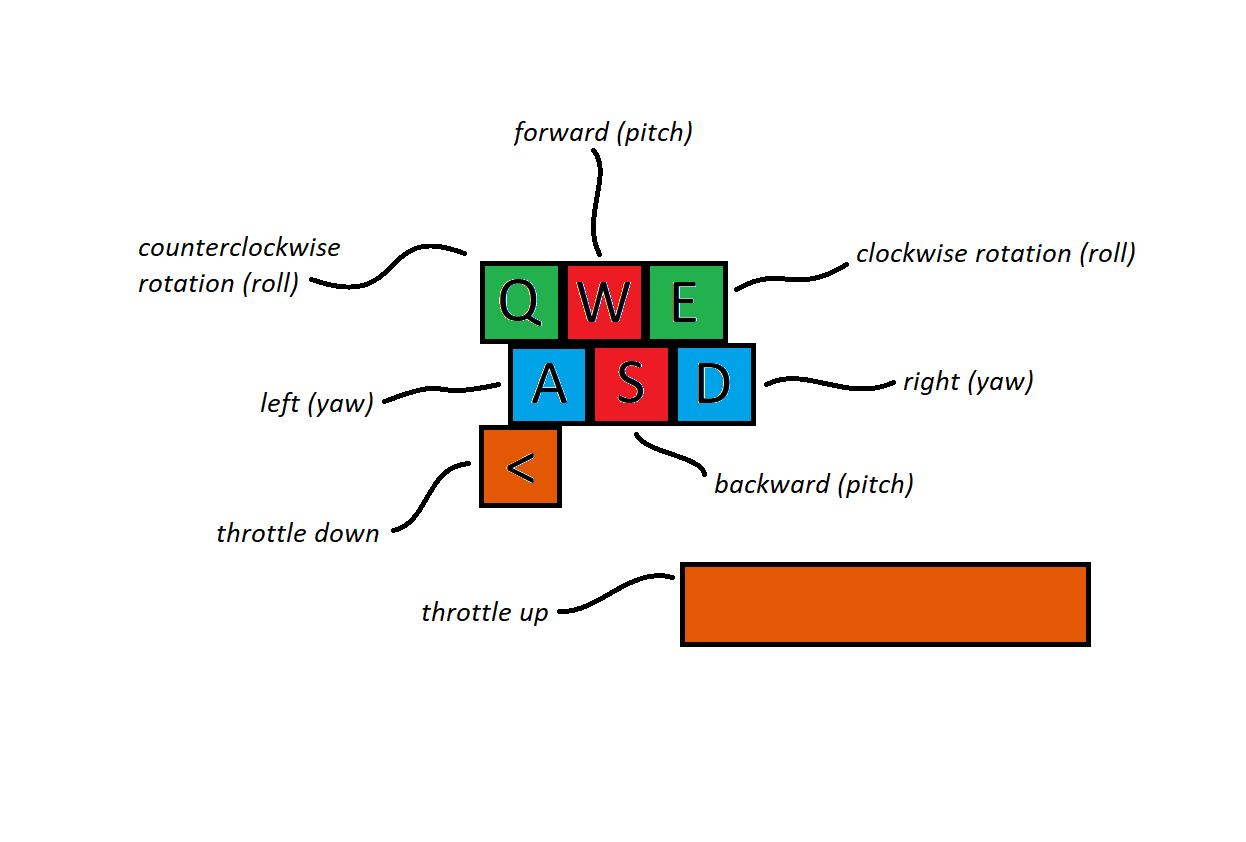 forward (pitch)
counterclockwise
rotation (roll)
clockwise rotation (roll)
Q W E
A S D
left (yaw)
right (yaw)
<
backward (pitch)
throttle down
throttle up